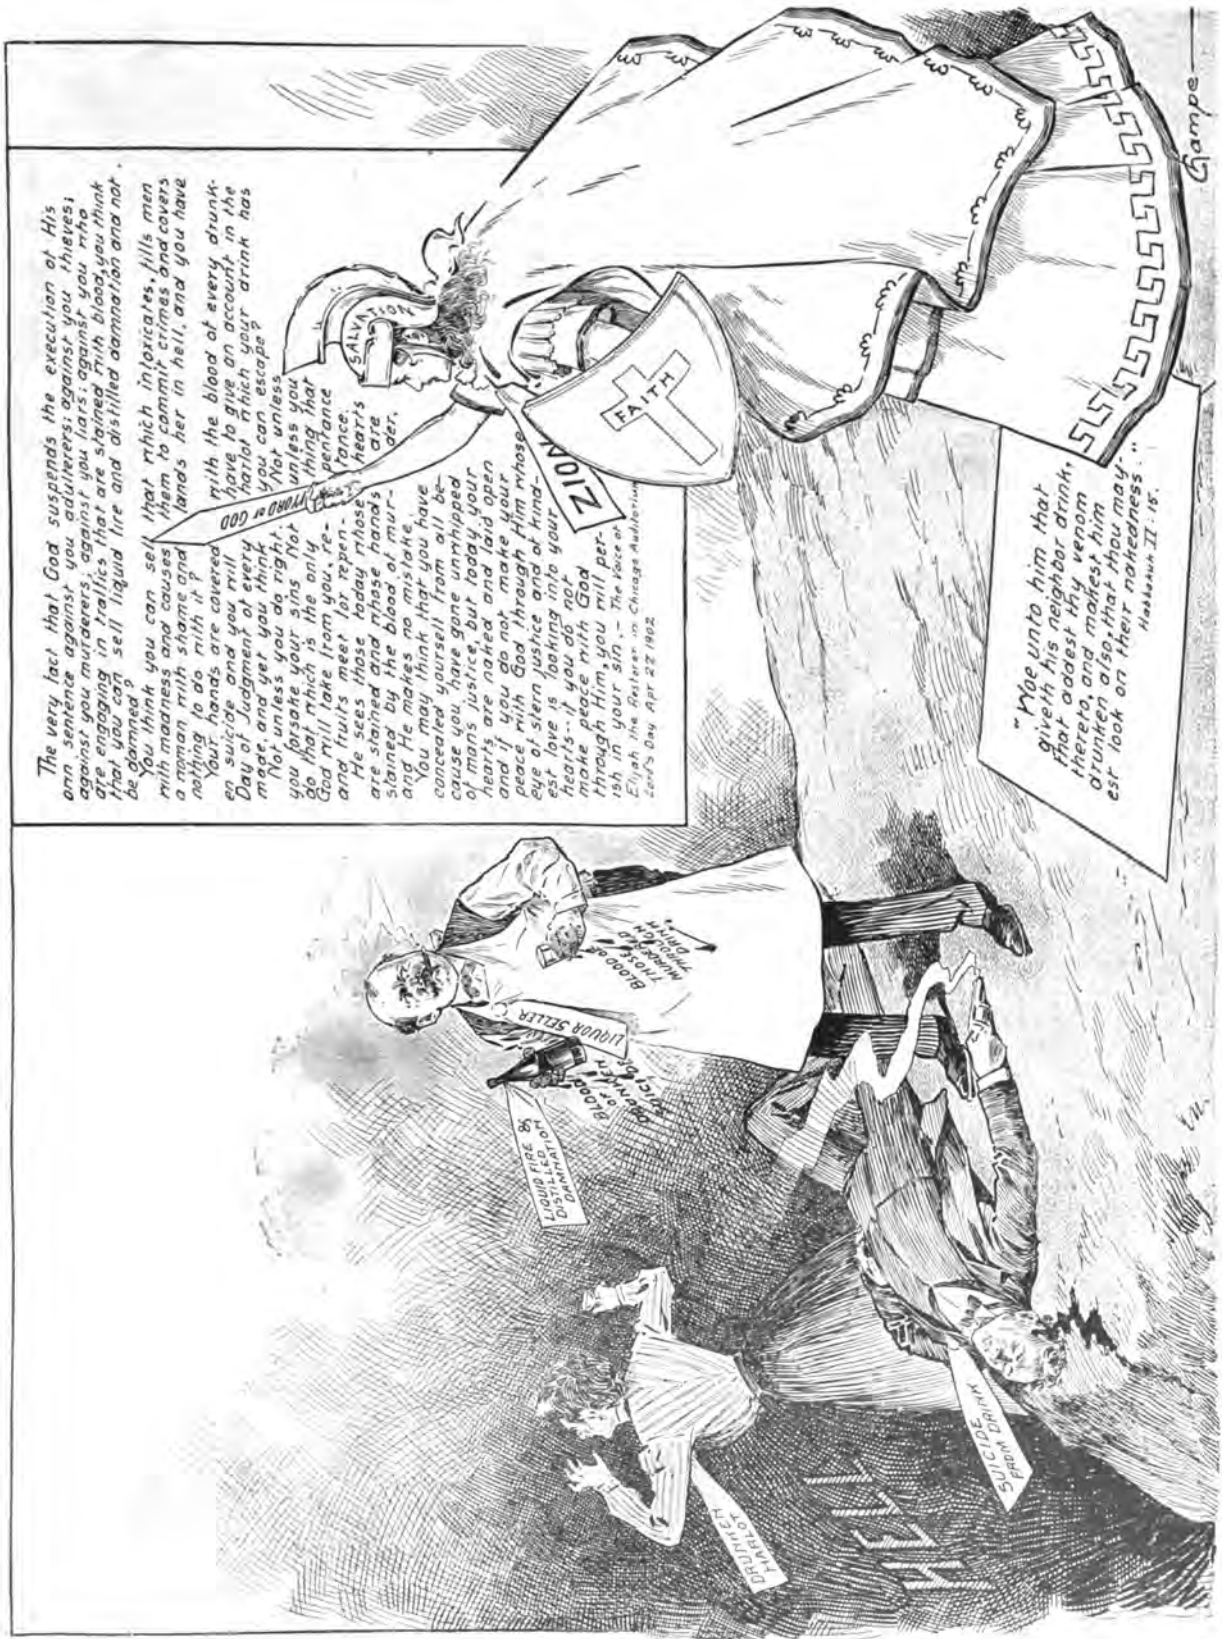 The very fact that God suspends the execution of His
own sentence against you adulterers; against you thieves;
against you murderers; against you liars; against you who
are engaging in traffics that are stained with blood, you think
that you can sell liquid fire and distilled damnation and not
be damned?
You think you can sell that which intoxicates, fills men
with madness and causes them to commit crimes and covers
a woman with shame and lands her in hell, and you have
nothing to do with it?
Your hands are covered with the blood of every drunk-
en suicide and you will have to give an account in the
Day of Judgment of every harlot which your drink has
made, and yet you think you can escape?
Not unless you do right. Not unless
you forsake your sins Not unless you
do that which is the only thing that
God will take from you, repentance
and fruits meet for repentance.
He sees those today whose hearts
are stained and whose hands are
stained by the blood of murder.
and He makes no mistake.
You may think that you have
concealed yourself from all be-
cause you have gone unwhipped
of mans justice, but today your
hearts are naked and laid open
and if you do not make your
peace with God through Him whose
eye of stern justice and of kind-
est love is looking into your
hearts-- if you do not
make peace with God
through Him, you will per-
ish in your sin.- The Voice of
Elijah the Restorer in Chicago Auditorium
Lord's Day Apr 22 1902
WORD OF GOD
SALVATION
ZION
FAITH
"Woe unto him that
giveth his neighbor drink,
that addest thy venom
thereto, and makest him
drunken also, that thou may-
est look on their nakedness."
Habbakuk II: 15.
Gampe
LIQUOR SELLER
BLOOD OF
THOSE
MURDERED
THROUGH
DRINK
BLOOD
OF
DRUNKEN
SUICIDE
LIQUID FIRE &
DISTILLED
DAMNATION
DRUNKEN
HARLOT
HELL
SUICIDE
FROM DRINK